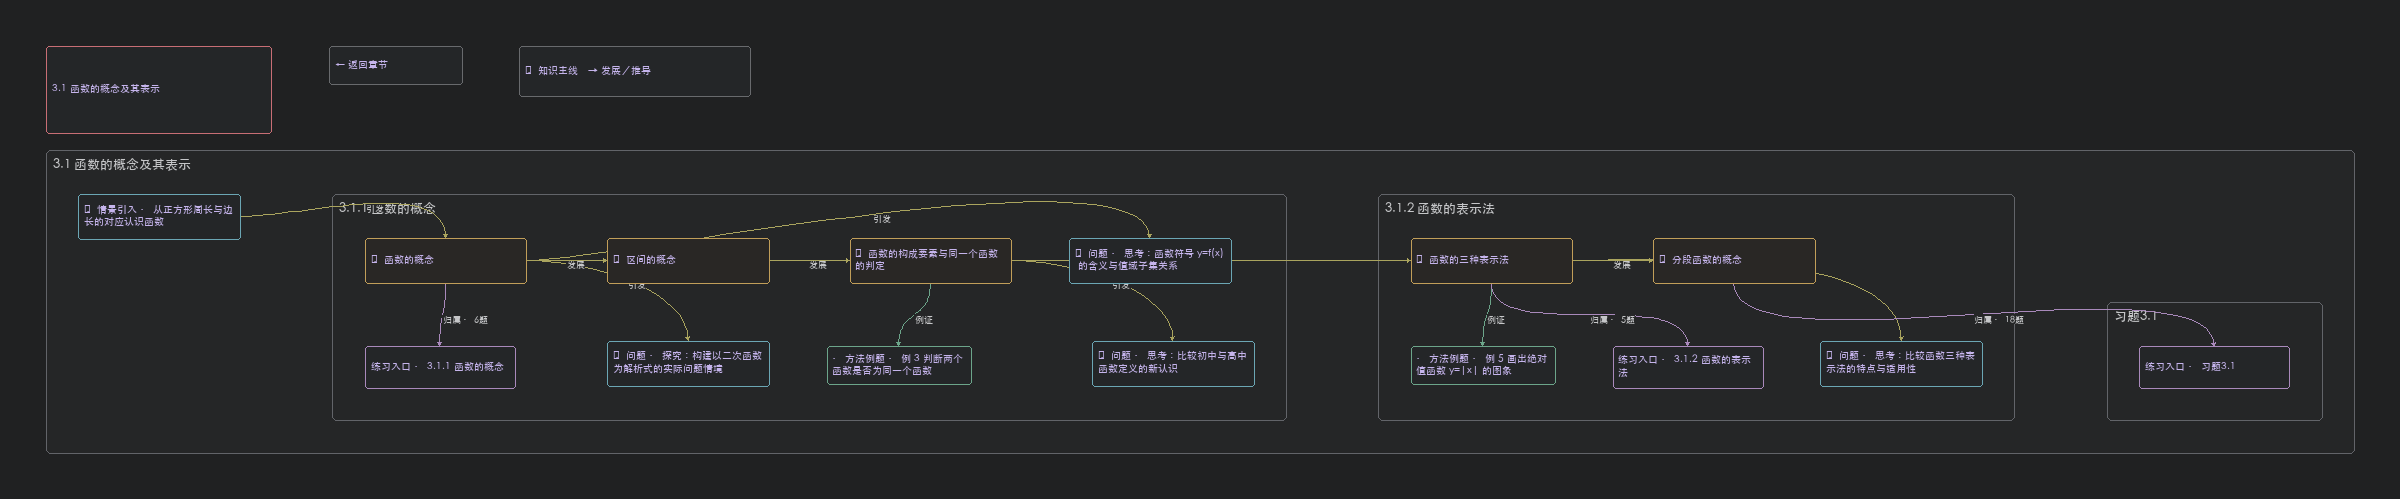 3.1 函数的概念及其表示
← 返回章节
知识主线 → 发展／推导
3.1 函数的概念及其表示
情景引入 · 从正方形周长与边
长的对应认识函数
3.1.1 函数的概念
引发
引发
函数的概念
发展
区间的概念
发展
函数的构成要素与同一个函数
的判定
问题 · 思考：函数符号 y=f(x)
的含义与值域子集关系
引发
引发
归属 · 6题
例证
练习入口 · 3.1.1 函数的概念
问题 · 探究：构建以二次函数
为解析式的实际问题情境
· 方法例题 · 例 3 判断两个
函数是否为同一个函数
问题 · 思考：比较初中与高中
函数定义的新认识
3.1.2 函数的表示法
函数的三种表示法
发展
分段函数的概念
例证
归属 · 5题
归属 · 18题
· 方法例题 · 例 5 画出绝对
值函数 y=|x| 的图象
练习入口 · 3.1.2 函数的表示
法
问题 · 思考：比较函数三种表
示法的特点与适用性
习题3.1
练习入口 · 习题3.1